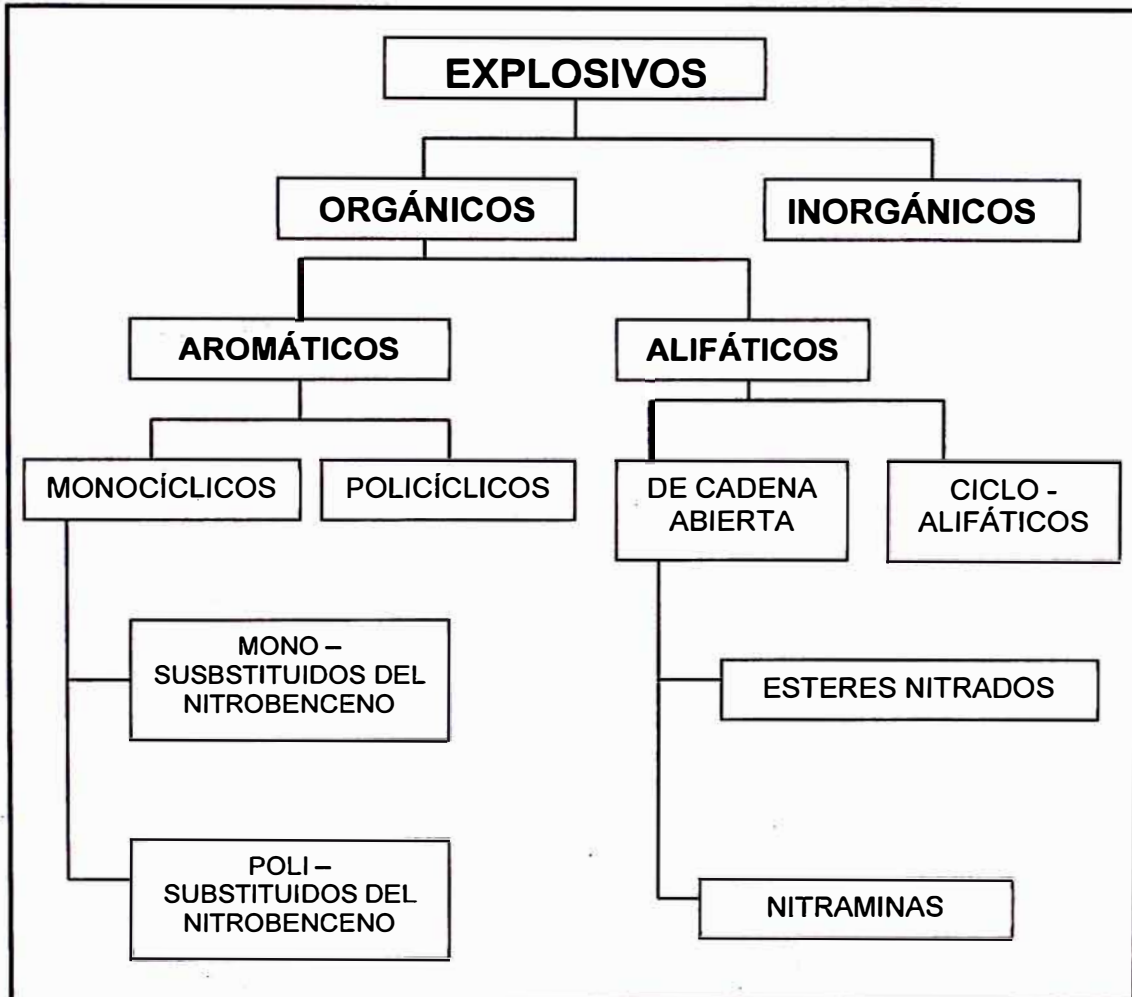 EXPLOSIVOS
ORGÁNICOS
INORGÁNICOS
AROMÁTICOS
ALIFÁTICOS
MONOCÍCLICOS
POLICÍCLICOS
DE CADENA
ABIERTA
CICLO -
ALIFÁTICOS
MONO –
SUSBSTITUIDOS DEL
NITROBENCENO
ESTERES NITRADOS
POLI –
SUBSTITUIDOS DEL
NITROBENCENO
NITRAMINAS